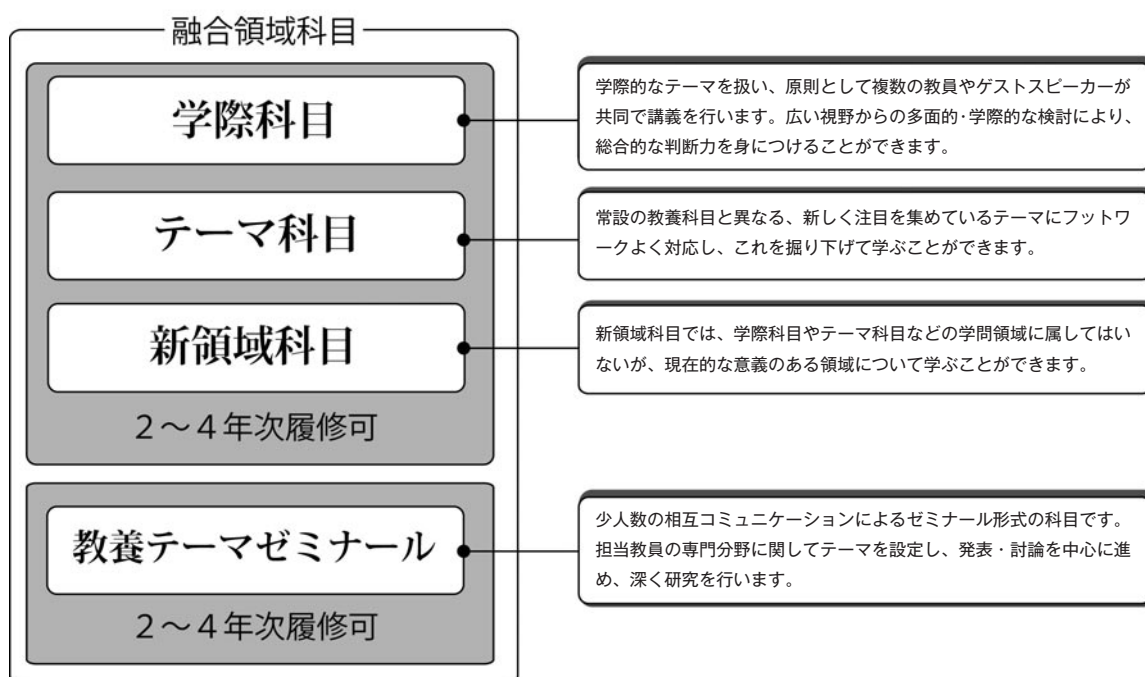 融合領域科目
学際科目
学際的なテーマを扱い、原則として複数の教員やゲストスピーカーが
共同で講義を行います。広い視野からの多面的・学際的な検討により、
総合的な判断力を身につけることができます。
テーマ科目
常設の教養科目と異なる、新しく注目を集めているテーマにフットワ
ークよく対応し、これを掘り下げて学ぶことができます。
新領域科目
新領域科目では、学際科目やテーマ科目などの学問領域に属してはい
ないが、現在的な意義のある領域について学ぶことができます。
２～４年次履修可
教養テーマゼミナール
少人数の相互コミュニケーションによるゼミナール形式の科目です。
担当教員の専門分野に関してテーマを設定し、発表・討論を中心に進
め、深く研究を行います。
２～４年次履修可